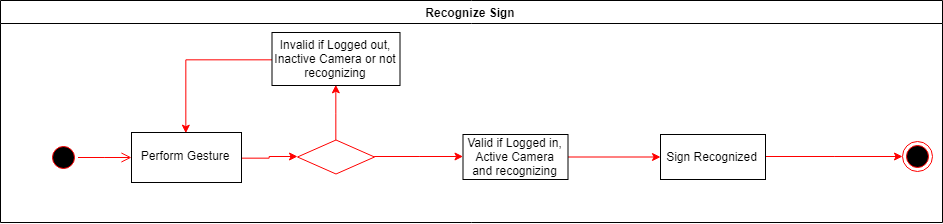 Recognize Sign
Invalid if Logged out,
Inactive Camera or not
recognizing
Perform Gesture
Valid if Logged in,
Active Camera
and recognizing
Sign Recognized